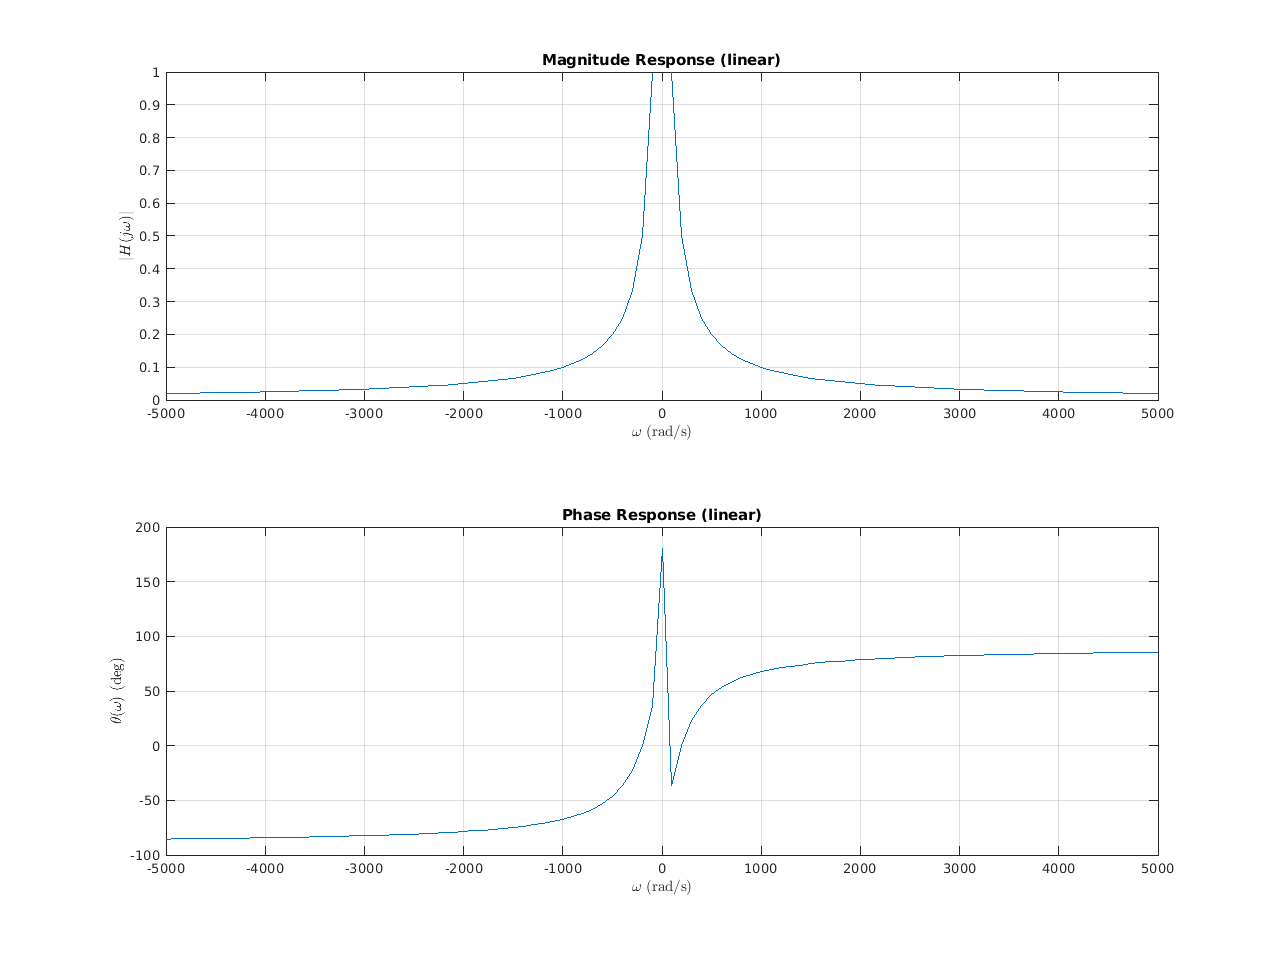 Magnitude Response (linear)
1
0.9
0.8
0.7
0.6
0.5
0.4
0.3
0.2
0.1
0
|H(jω)|
-5000 -4000 -3000 -2000 -1000 0 1000 2000 3000 4000 5000
ω (rad/s)
Phase Response (linear)
200
150
100
50
0
-50
-100
θ(ω) (deg)
-5000 -4000 -3000 -2000 -1000 0 1000 2000 3000 4000 5000
ω (rad/s)